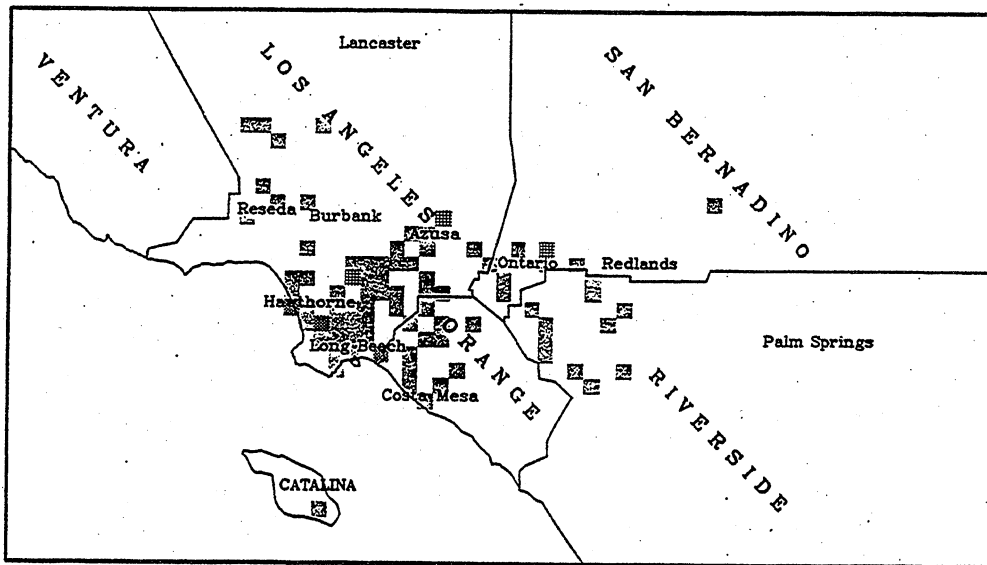 Lancaster
VENTURA
LOS ANGELES
SAN BERNADINO
Reseda
Burbank
Azusa
Ontario
Redlands
Hawthorne
Long Beech
ORANGE
Palm Springs
Costa Mesa
RIVERSIDE
CATALINA